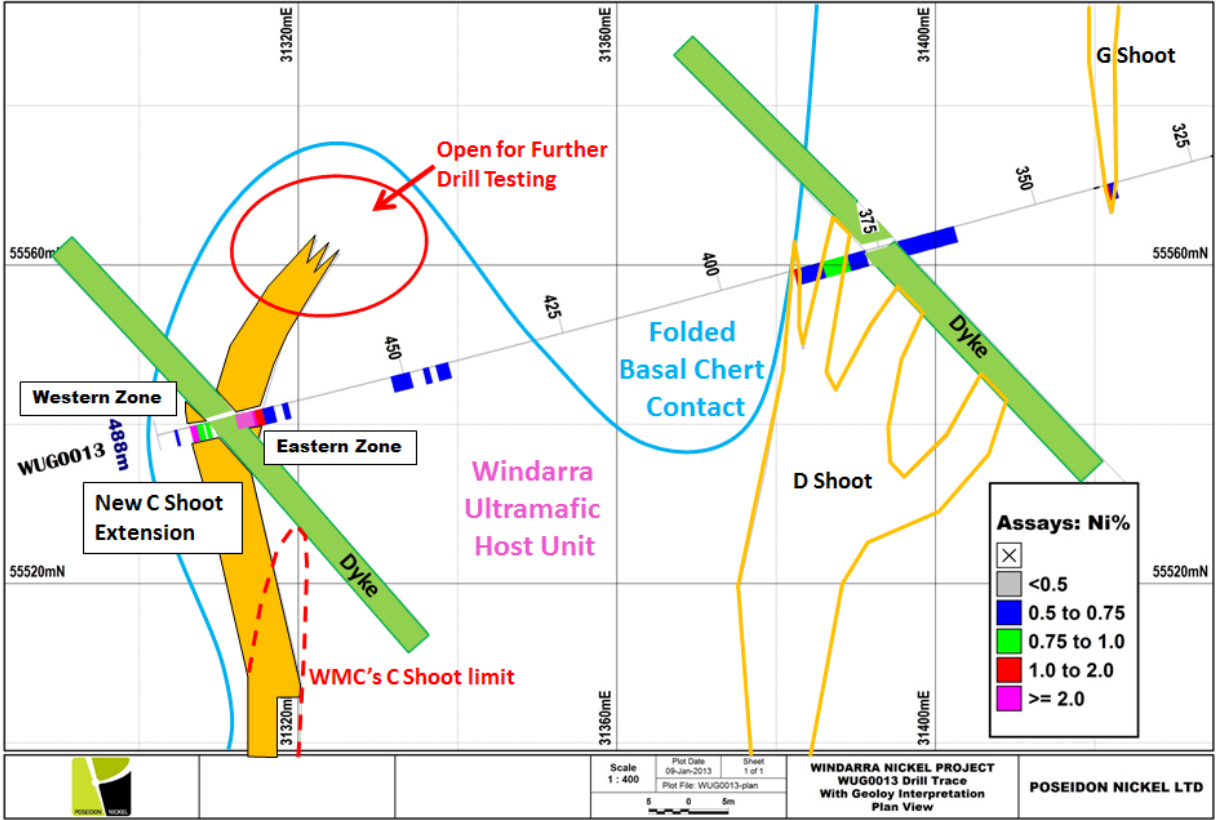 31320mE
31360mE
31400mE
G Shoot
325
Open for Further
Drill Testing
350
375
55560mN
55560mN
400
425
450
Folded
Basal Chert
Contact
Dyke
Western Zone
488m
WUG0013
Eastern Zone
Windarra
Ultramafic
Host Unit
D Shoot
New C Shoot
Extension
Assays: Ni%
<0.5
0.5 to 0.75
0.75 to 1.0
1.0 to 2.0
>= 2.0
Dyke
55520mN
55520mN
WMC's C Shoot limit
31320m
31360mE
31400mE
POSEIDON NICKEL
Scale
1 : 400
Plot Date
09-Jan-2013
Sheet
1 of 1
Plot File: WUG0013-plan
5 0 5m
WINDARRA NICKEL PROJECT
WUG0013 Drill Trace
With Geoloy Interpretation
Plan View
POSEIDON NICKEL LTD